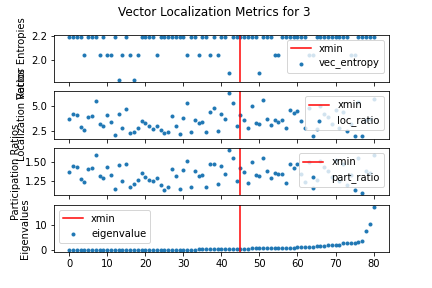 Vector Localization Metrics for 3
Vector Entropies
2.2
2.0
xmin
vec_entropy
Localization Ratios
5.0
2.5
xmin
loc_ratio
Participation Ratios
1.50
1.25
xmin
part_ratio
Eigenvalues
10
0
xmin
eigenvalue
0 10 20 30 40 50 60 70 80